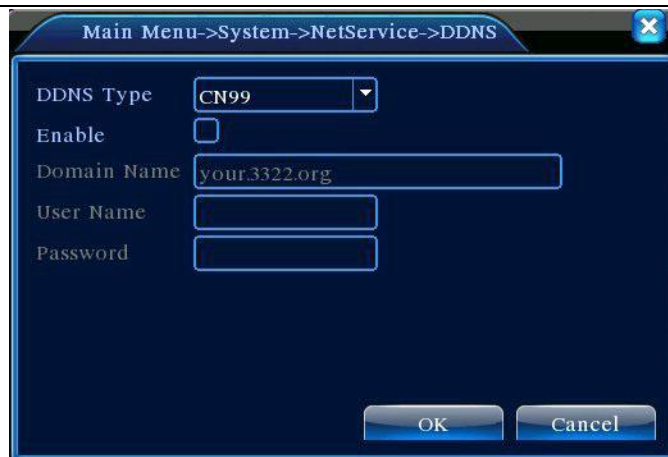 Main Menu->System->NetService->DDNS
DDNS Type CN99
Enable
Domain Name your.3322.org
User Name
Password
OK Cancel